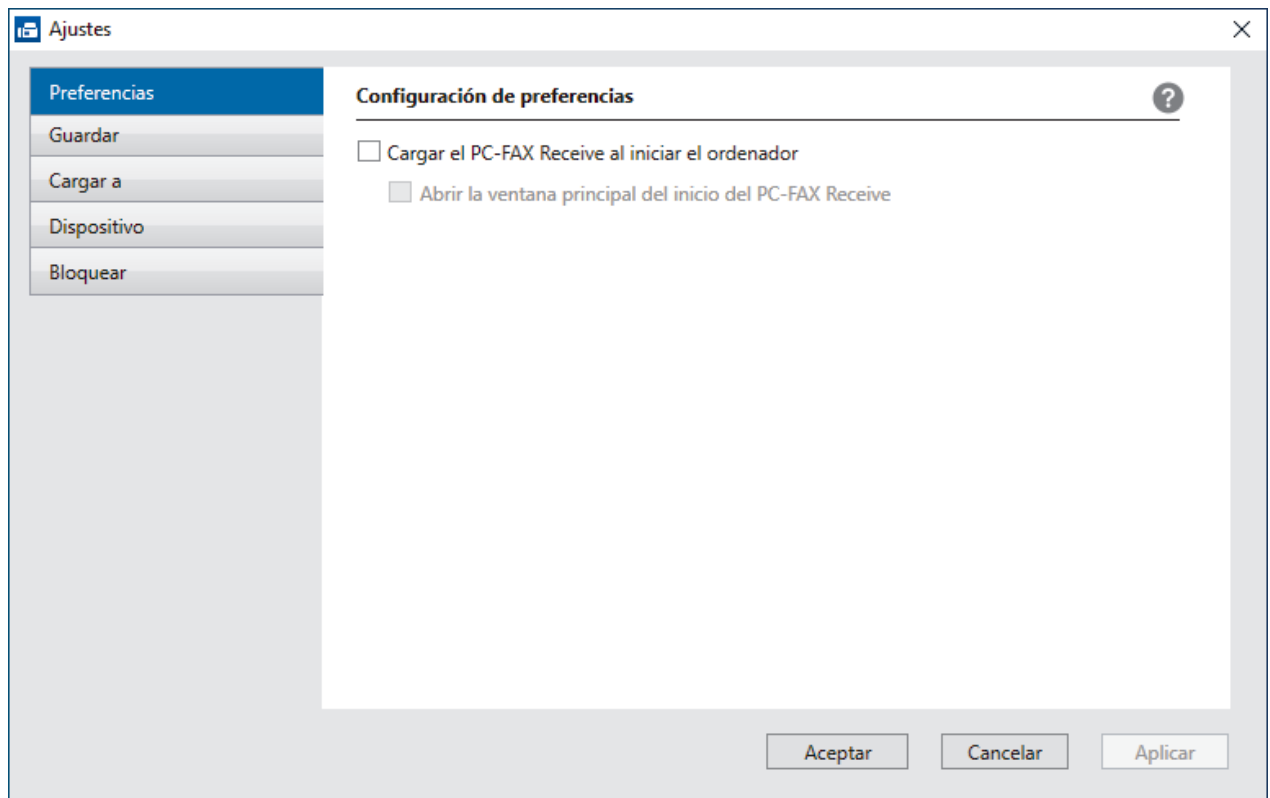 Ajustes
Preferencias
Guardar
Cargar a
Dispositivo
Bloquear
Configuración de preferencias
?
Cargar el PC-FAX Receive al iniciar el ordenador
Abrir la ventana principal del inicio del PC-FAX Receive
Aceptar
Cancelar
Aplicar